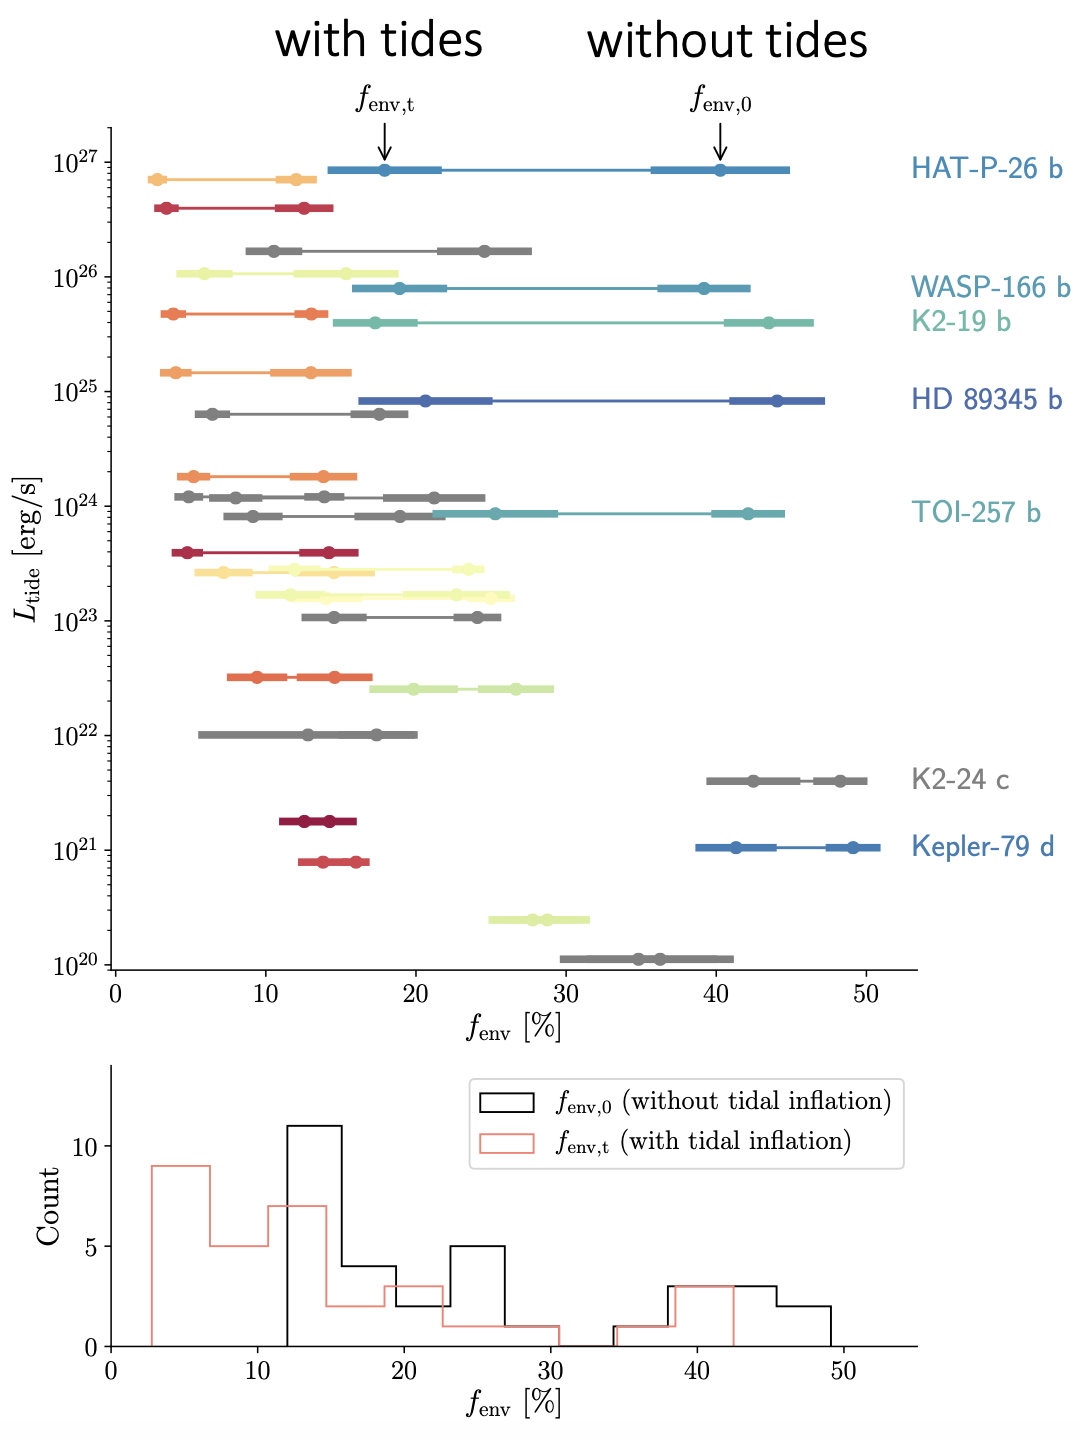 with tides without tides
f_env,t f_env,0
10^27
HAT-P-26 b
10^26
WASP-166 b
K2-19 b
10^25
HD 89345 b
10^24
TOI-257 b
L_tide [erg/s]
10^23
10^22
K2-24 c
10^21
Kepler-79 d
10^20
0 10 20 30 40 50
f_env [%]
f_env,0 (without tidal inflation)
f_env,t (with tidal inflation)
10
Count
5
0
0 10 20 30 40 50
f_env [%]